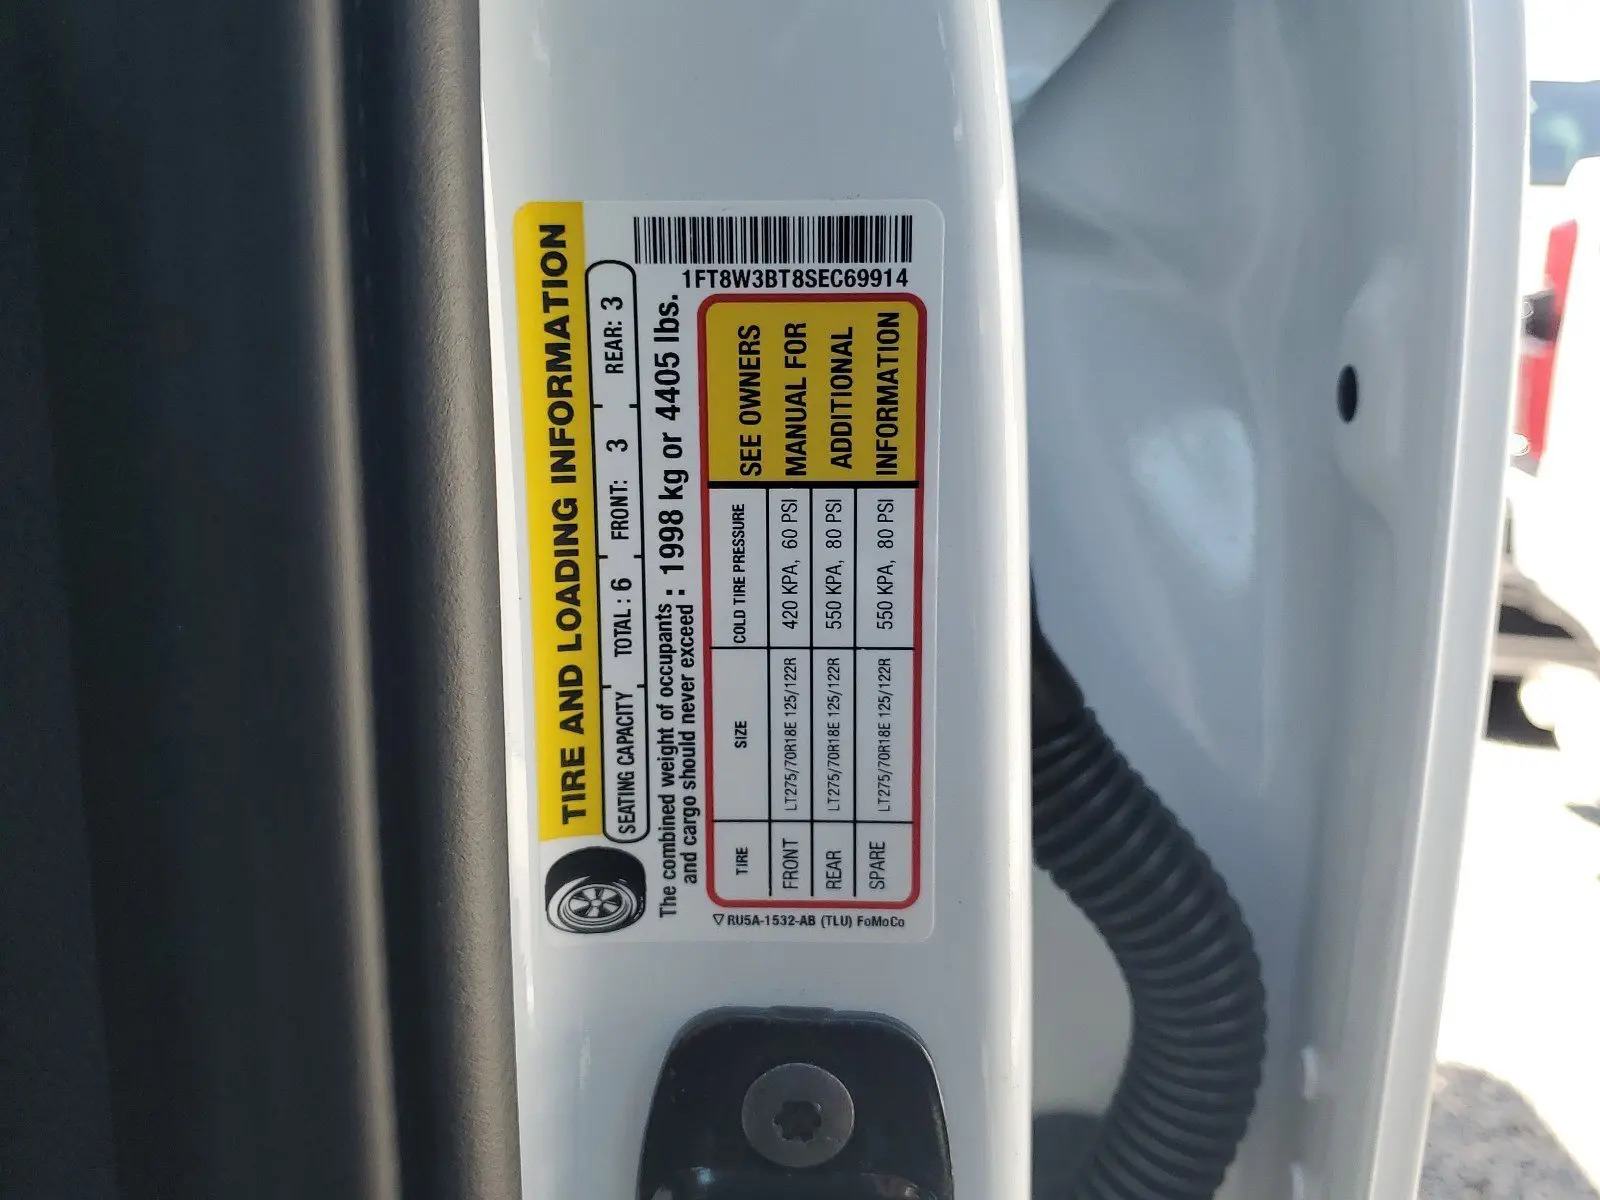 TIRE AND LOADING INFORMATION
SEATING CAPACITY TOTAL : 6 FRONT: 3 REAR: 3
The combined weight of occupants
and cargo should never exceed : 1998 kg or 4405 lbs.
1FT8W3BT8SEC69914
TIRE SIZE COLD TIRE PRESSURE
FRONT LT275/70R18E 125/122R 420 KPA, 60 PSI
REAR LT275/70R18E 125/122R 550 KPA, 80 PSI
SPARE LT275/70R18E 125/122R 550 KPA, 80 PSI
SEE OWNERS
MANUAL FOR
ADDITIONAL
INFORMATION
RU5A-1532-AB (TLU) FoMoCo